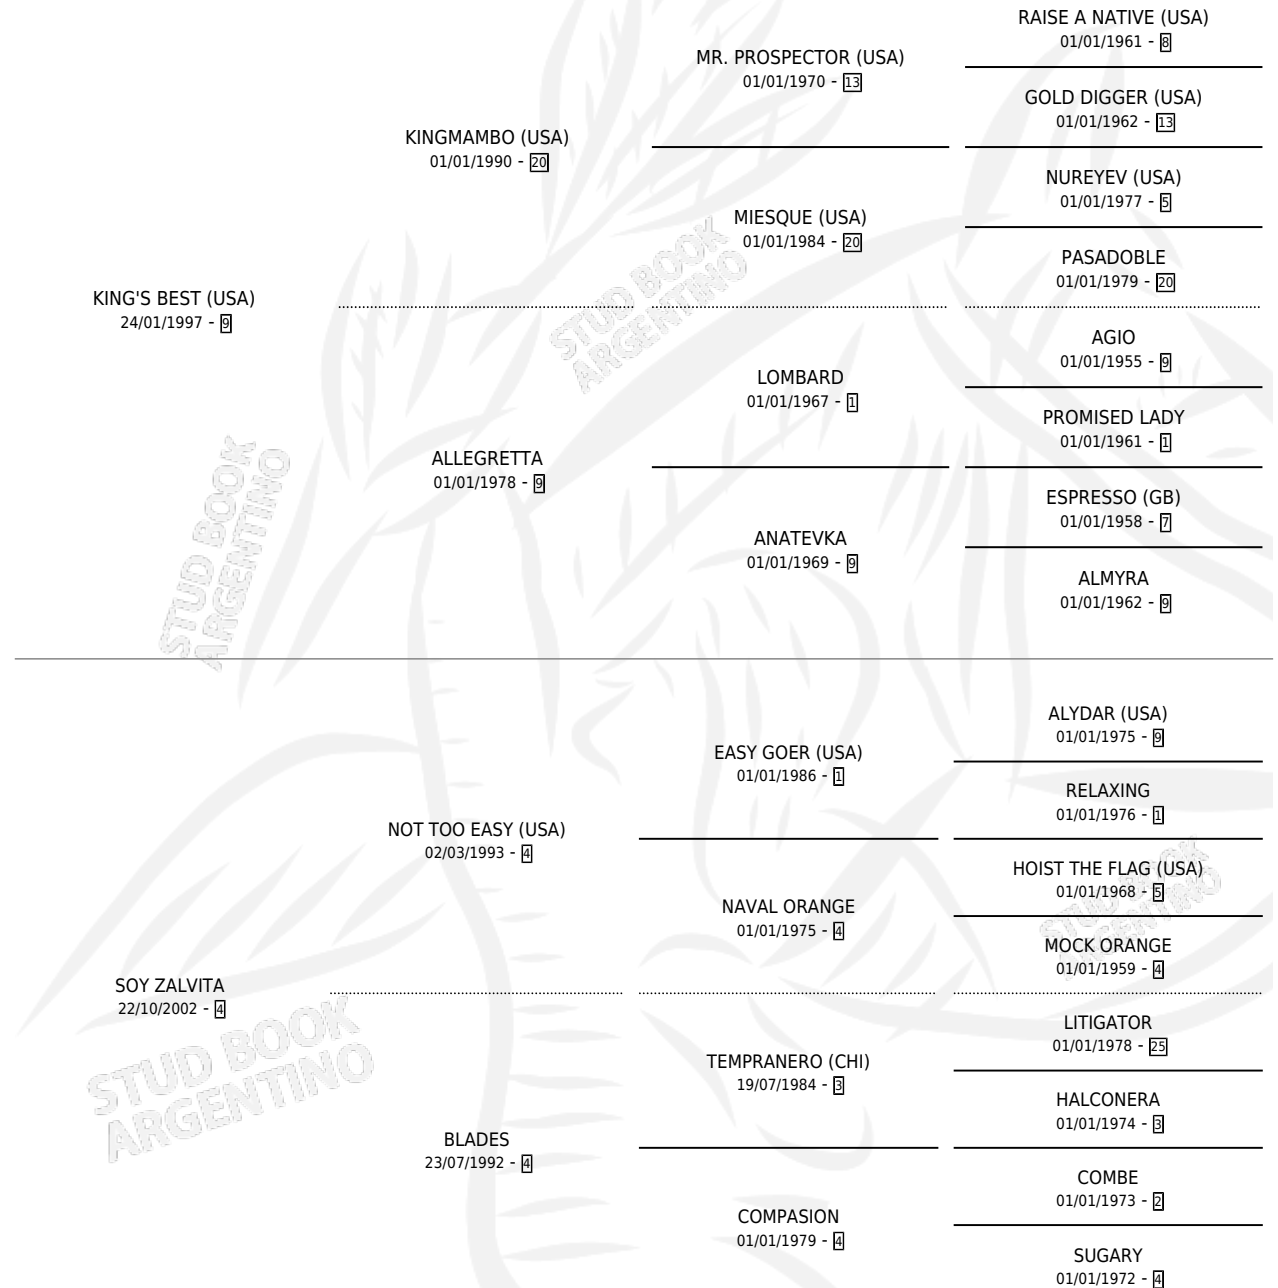 RAISE A NATIVE (USA)
01/01/1961 - 8
MR. PROSPECTOR (USA)
01/01/1970 - 13
GOLD DIGGER (USA)
01/01/1962 - 13
KINGMAMBO (USA)
01/01/1990 - 20
NUREYEV (USA)
01/01/1977 - 5
MIESQUE (USA)
01/01/1984 - 20
PASADOBLE
01/01/1979 - 20
KING'S BEST (USA)
24/01/1997 - 9
AGIO
01/01/1955 - 9
LOMBARD
01/01/1967 - 1
PROMISED LADY
01/01/1961 - 1
ALLEGRETTA
01/01/1978 - 9
ESPRESSO (GB)
01/01/1958 - 7
ANATEVKA
01/01/1969 - 9
ALMYRA
01/01/1962 - 9
ALYDAR (USA)
01/01/1975 - 9
EASY GOER (USA)
01/01/1986 - 1
RELAXING
01/01/1976 - 1
NOT TOO EASY (USA)
02/03/1993 - 4
HOIST THE FLAG (USA)
01/01/1968 - 5
NAVAL ORANGE
01/01/1975 - 4
MOCK ORANGE
01/01/1959 - 4
SOY ZALVITA
22/10/2002 - 4
LITIGATOR
01/01/1978 - 25
TEMPRANERO (CHI)
19/07/1984 - 3
HALCONERA
01/01/1974 - 3
BLADES
23/07/1992 - 4
COMBE
01/01/1973 - 2
COMPASION
01/01/1979 - 4
SUGARY
01/01/1972 - 4
STUD BOOK
ARGENTINO
STUD BOOK
ARGENTINO
STUD BOOK
ARGENTINO
STUD BOOK
ARGENTINO